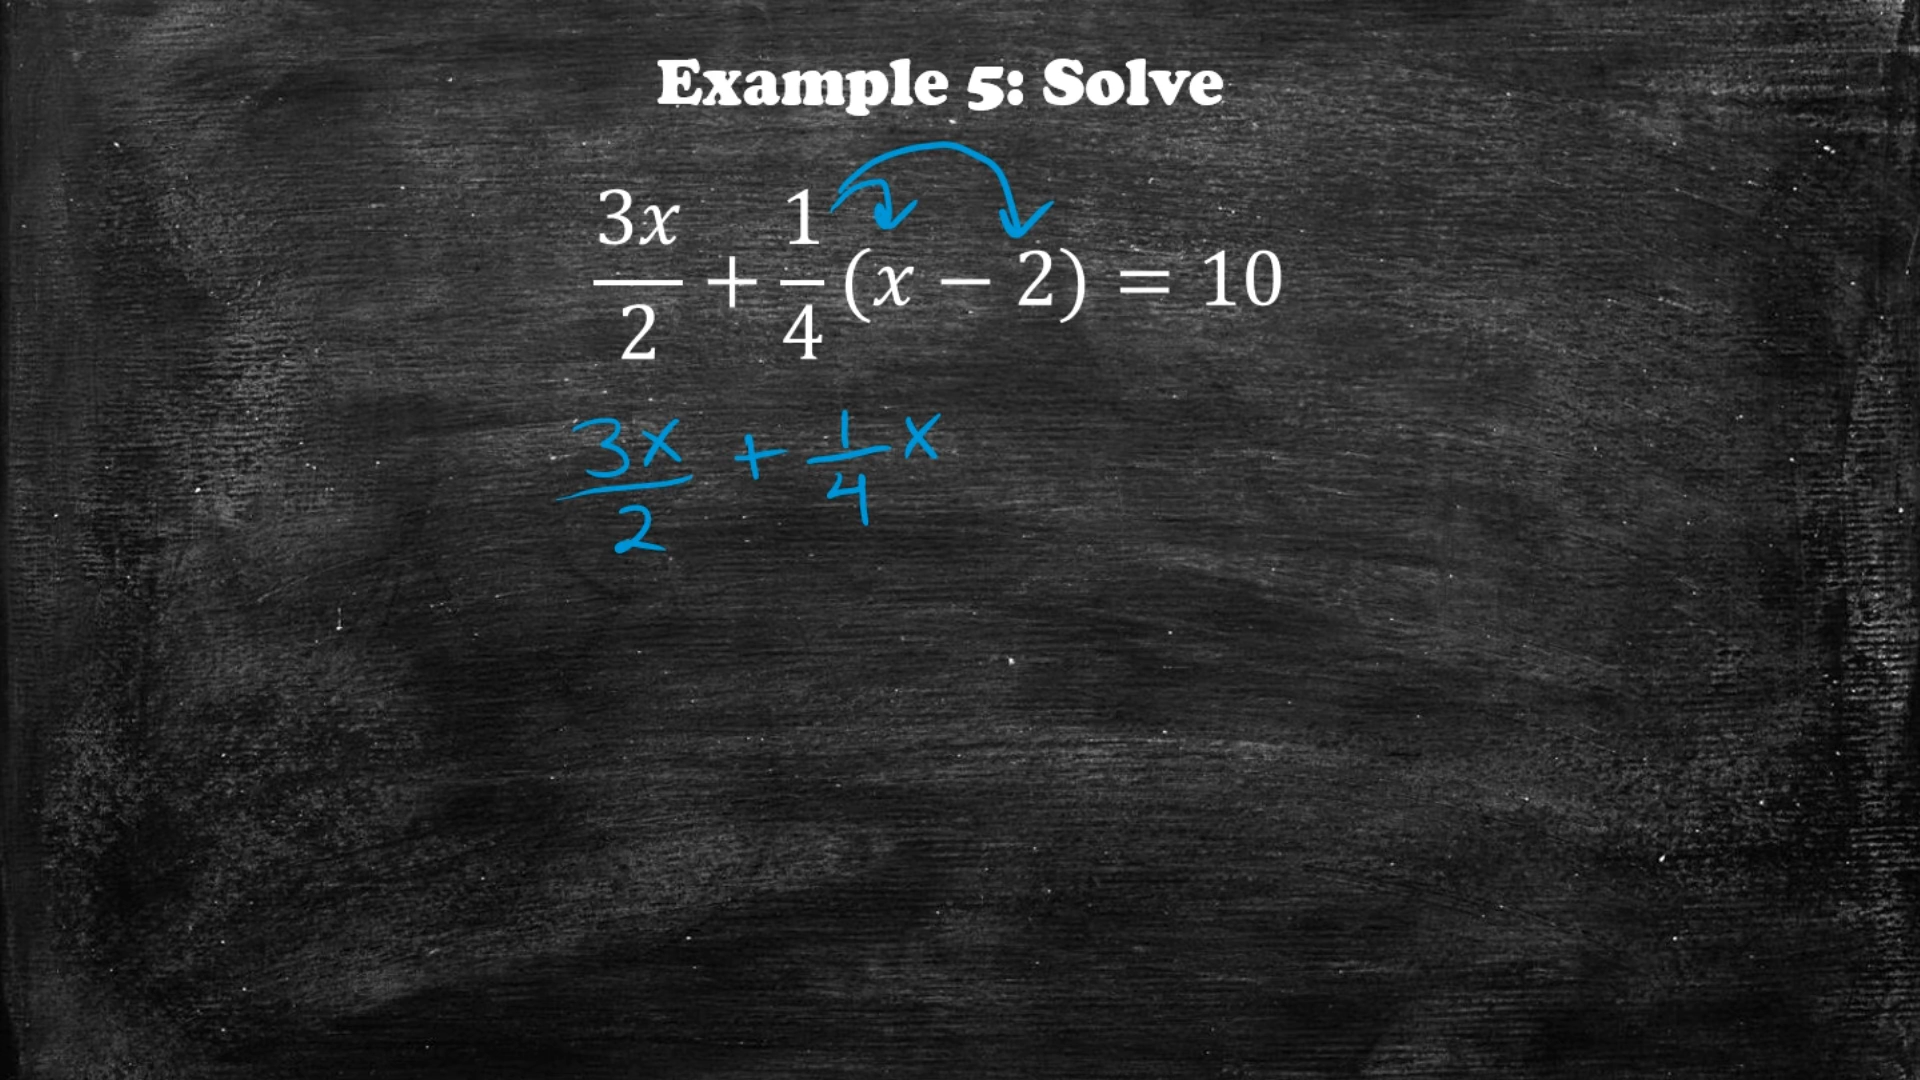 Example 5: Solve
3x/2 + 1/4(x − 2) = 10
3x/2 + 1/4 x